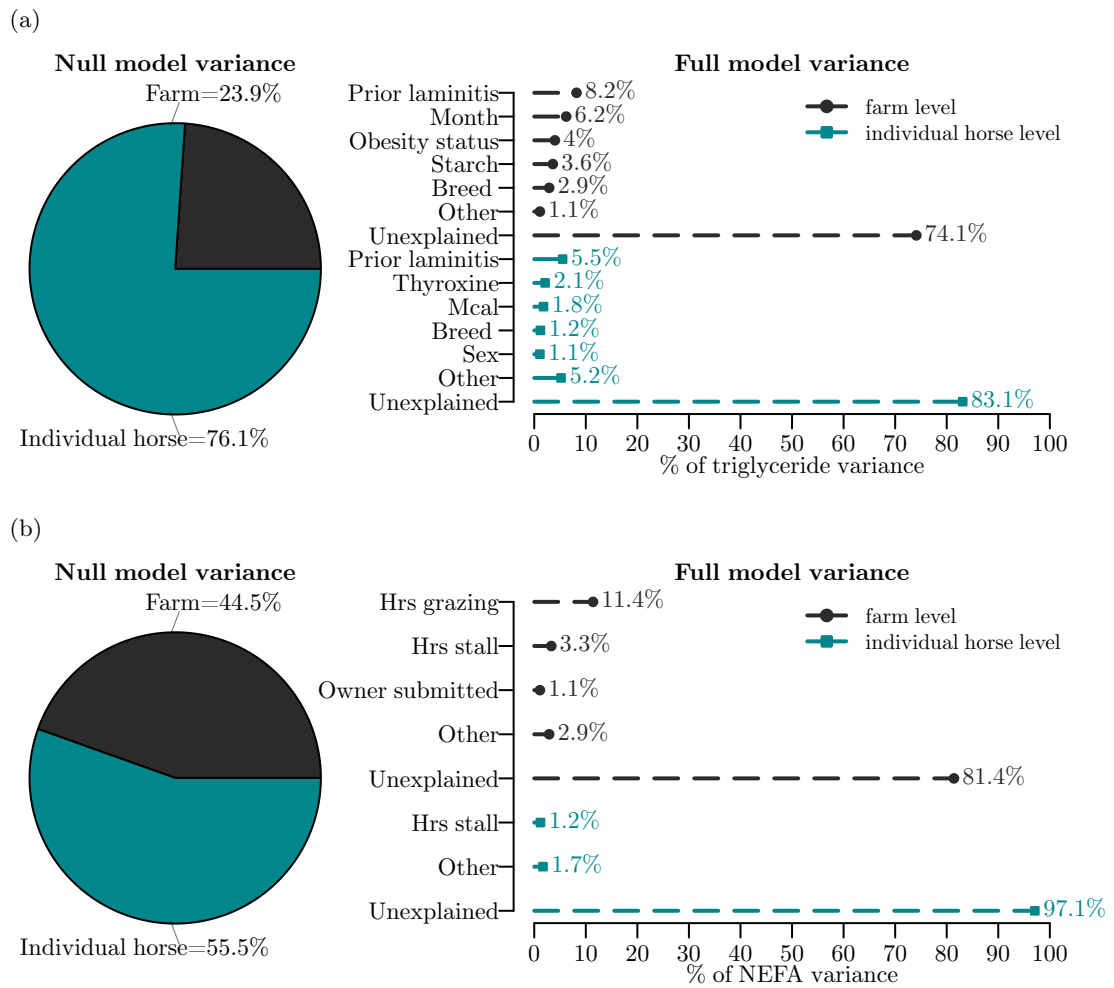 (a)
Null model variance
Farm=23.9%
Individual horse=76.1%
Full model variance
farm level
individual horse level
Prior laminitis 8.2%
Month 6.2%
Obesity status 4%
Starch 3.6%
Breed 2.9%
Other 1.1%
Unexplained 74.1%
Prior laminitis 5.5%
Thyroxine 2.1%
Mcal 1.8%
Breed 1.2%
Sex 1.1%
Other 5.2%
Unexplained 83.1%
0 10 20 30 40 50 60 70 80 90 100
% of triglyceride variance
(b)
Null model variance
Farm=44.5%
Individual horse=55.5%
Full model variance
farm level
individual horse level
Hrs grazing 11.4%
Hrs stall 3.3%
Owner submitted 1.1%
Other 2.9%
Unexplained 81.4%
Hrs stall 1.2%
Other 1.7%
Unexplained 97.1%
0 10 20 30 40 50 60 70 80 90 100
% of NEFA variance